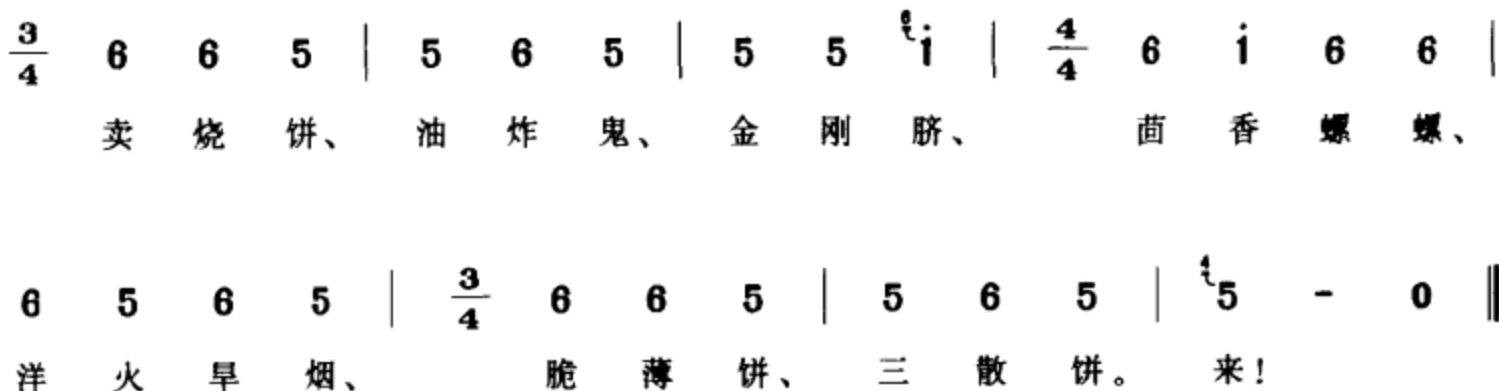 3/4 6 6 5 | 5 6 5 | 5 5 6 i̇ | 4/4 6 i̇ 6 6 |
卖 烧 饼、 油 炸 鬼、 金 刚 脐、 茴 香 螺 螺、
6 5 6 5 | 3/4 6 6 5 | 5 6 5 | 4 5 - 0 ‖
洋 火 旱 烟、 脆 薄 饼、 三 散 饼。 来!